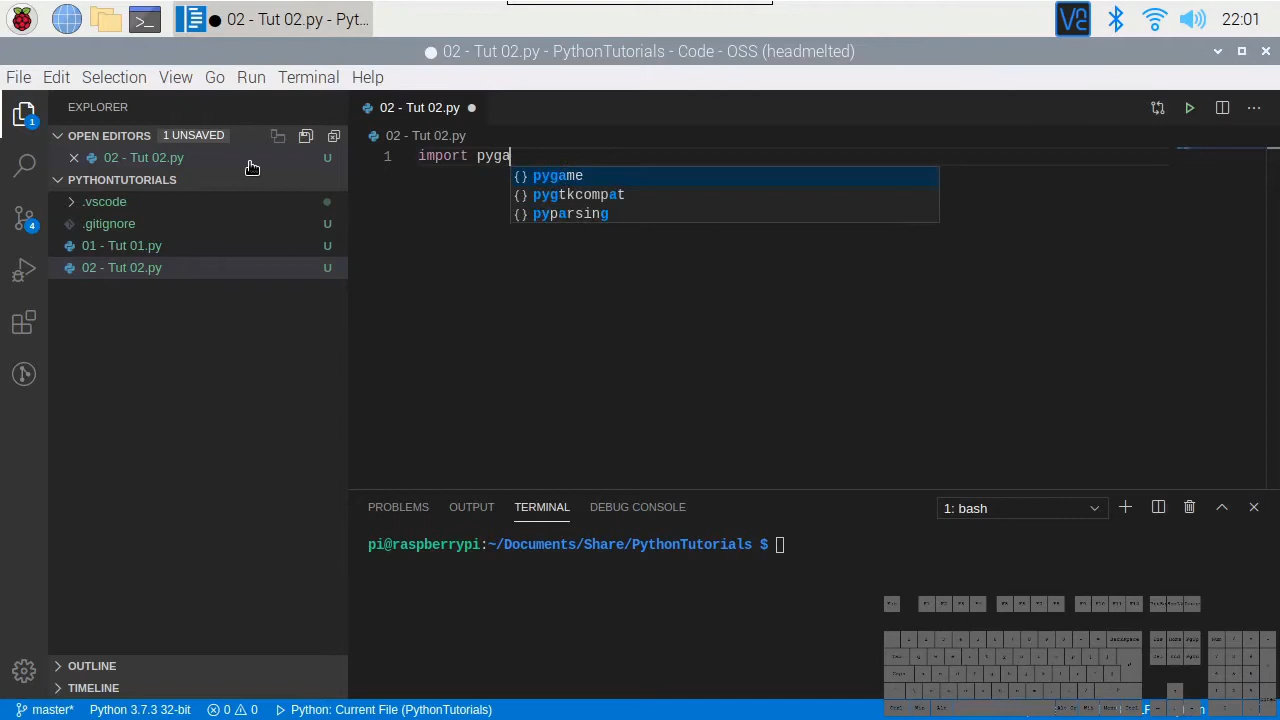 02 - Tut 02.py - Pyt...
22:01
02 - Tut 02.py - PythonTutorials - Code - OSS (headmelted)
File Edit Selection View Go Run Terminal Help
EXPLORER
OPEN EDITORS 1 UNSAVED
02 - Tut 02.py U
PYTHONTUTORIALS
.vscode
.gitignore U
01 - Tut 01.py U
02 - Tut 02.py U
1
4
OUTLINE
TIMELINE
02 - Tut 02.py
02 - Tut 02.py
1 import pyga
{} pygame
{} pygtkcompat
{} pyparsing
PROBLEMS OUTPUT TERMINAL DEBUG CONSOLE 1: bash
pi@raspberrypi:~/Documents/Share/PythonTutorials $
master* Python 3.7.3 32-bit 0 0 Python: Current File (PythonTutorials)